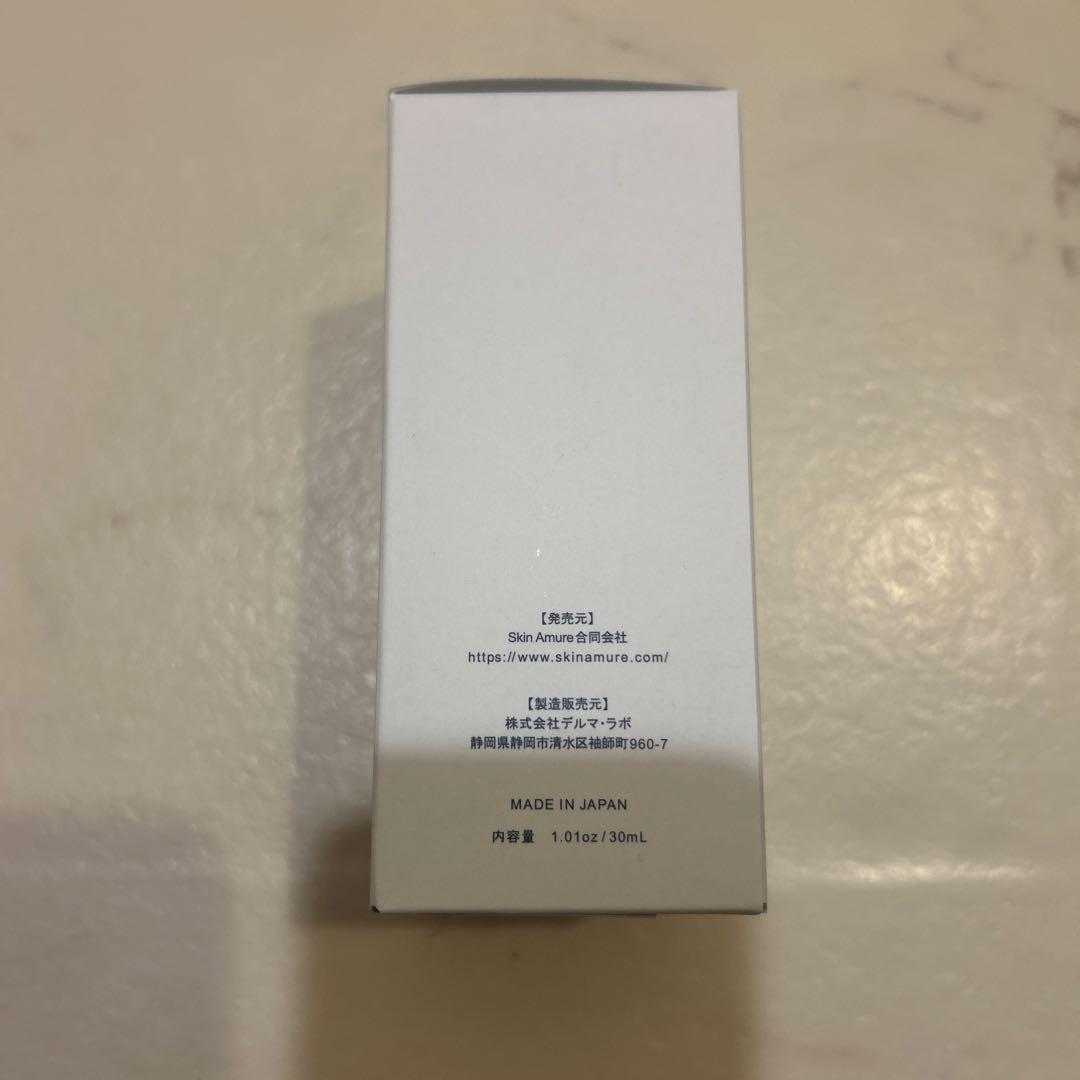 【発売元】
Skin Amure合同会社
https://www.skinamure.com/
【製造販売元】
株式会社デルマ・ラボ
静岡県静岡市清水区袖師町960-7
MADE IN JAPAN
内容量 1.01oz/30mL